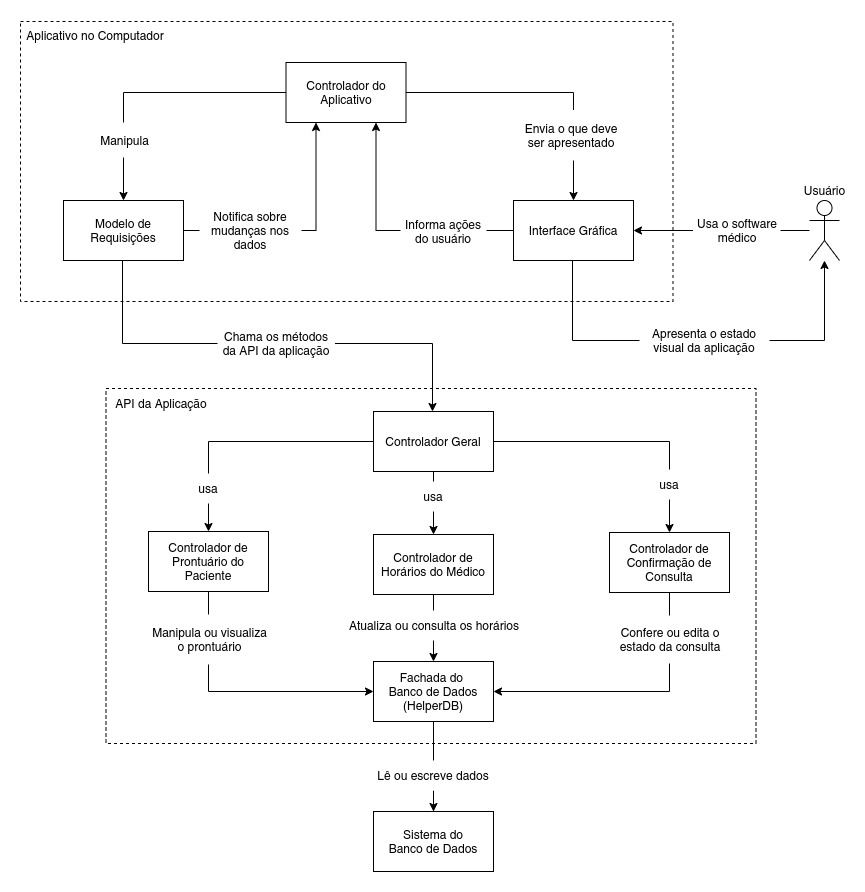 Aplicativo no Computador
Controlador do
Aplicativo
Manipula
Envia o que deve
ser apresentado
Usuário
Modelo de
Requisições
Notifica sobre
mudanças nos
dados
Informa ações
do usuário
Interface Gráfica
Usa o software
médico
Chama os métodos
da API da aplicação
Apresenta o estado
visual da aplicação
API da Aplicação
Controlador Geral
usa
usa
usa
Controlador de
Prontuário do
Paciente
Controlador de
Horários do Médico
Controlador de
Confirmação de
Consulta
Manipula ou visualiza
o prontuário
Atualiza ou consulta os horários
Confere ou edita o
estado da consulta
Fachada do
Banco de Dados
(HelperDB)
Lê ou escreve dados
Sistema do
Banco de Dados